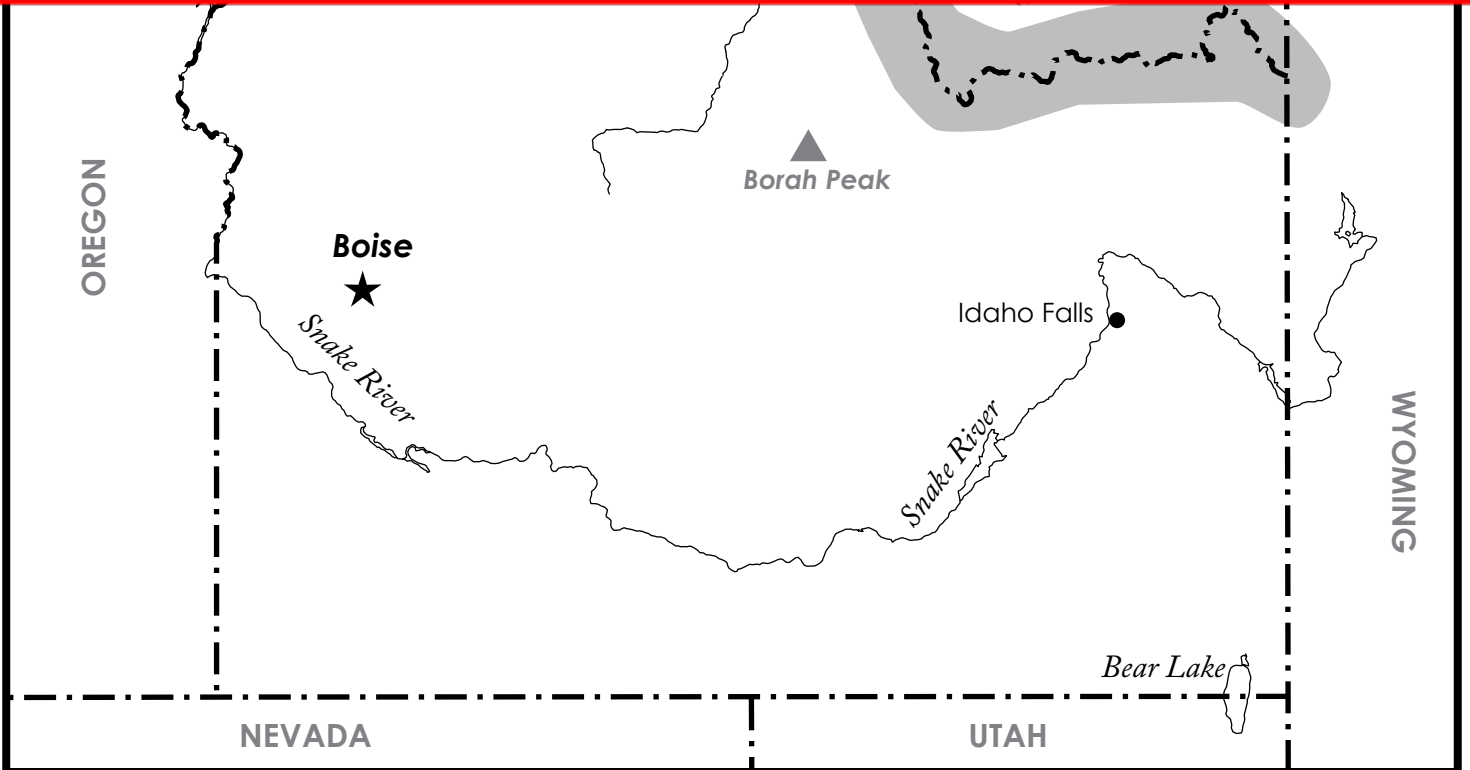 Borah Peak
OREGON
Boise
Idaho Falls
Snake River
WYOMING
Snake River
Bear Lake
NEVADA
UTAH